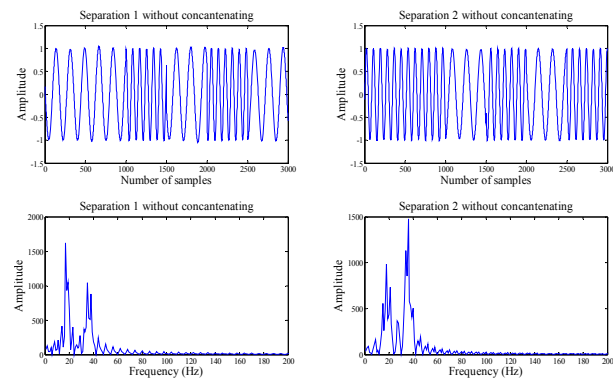 Separation 1 without concantenating
Separation 2 without concantenating
1.5
1
0.5
0
-0.5
-1
-1.5
Amplitude
0 500 1000 1500 2000 2500 3000
Number of samples
1.5
1
0.5
0
-0.5
-1
-1.5
Amplitude
0 500 1000 1500 2000 2500 3000
Number of samples
Separation 1 without concantenating
Separation 2 without concantenating
2000
1500
1000
500
0
Amplitude
0 20 40 60 80 100 120 140 160 180 200
Frequency (Hz)
1500
1000
500
0
Amplitude
0 20 40 60 80 100 120 140 160 180 200
Frequency (Hz)